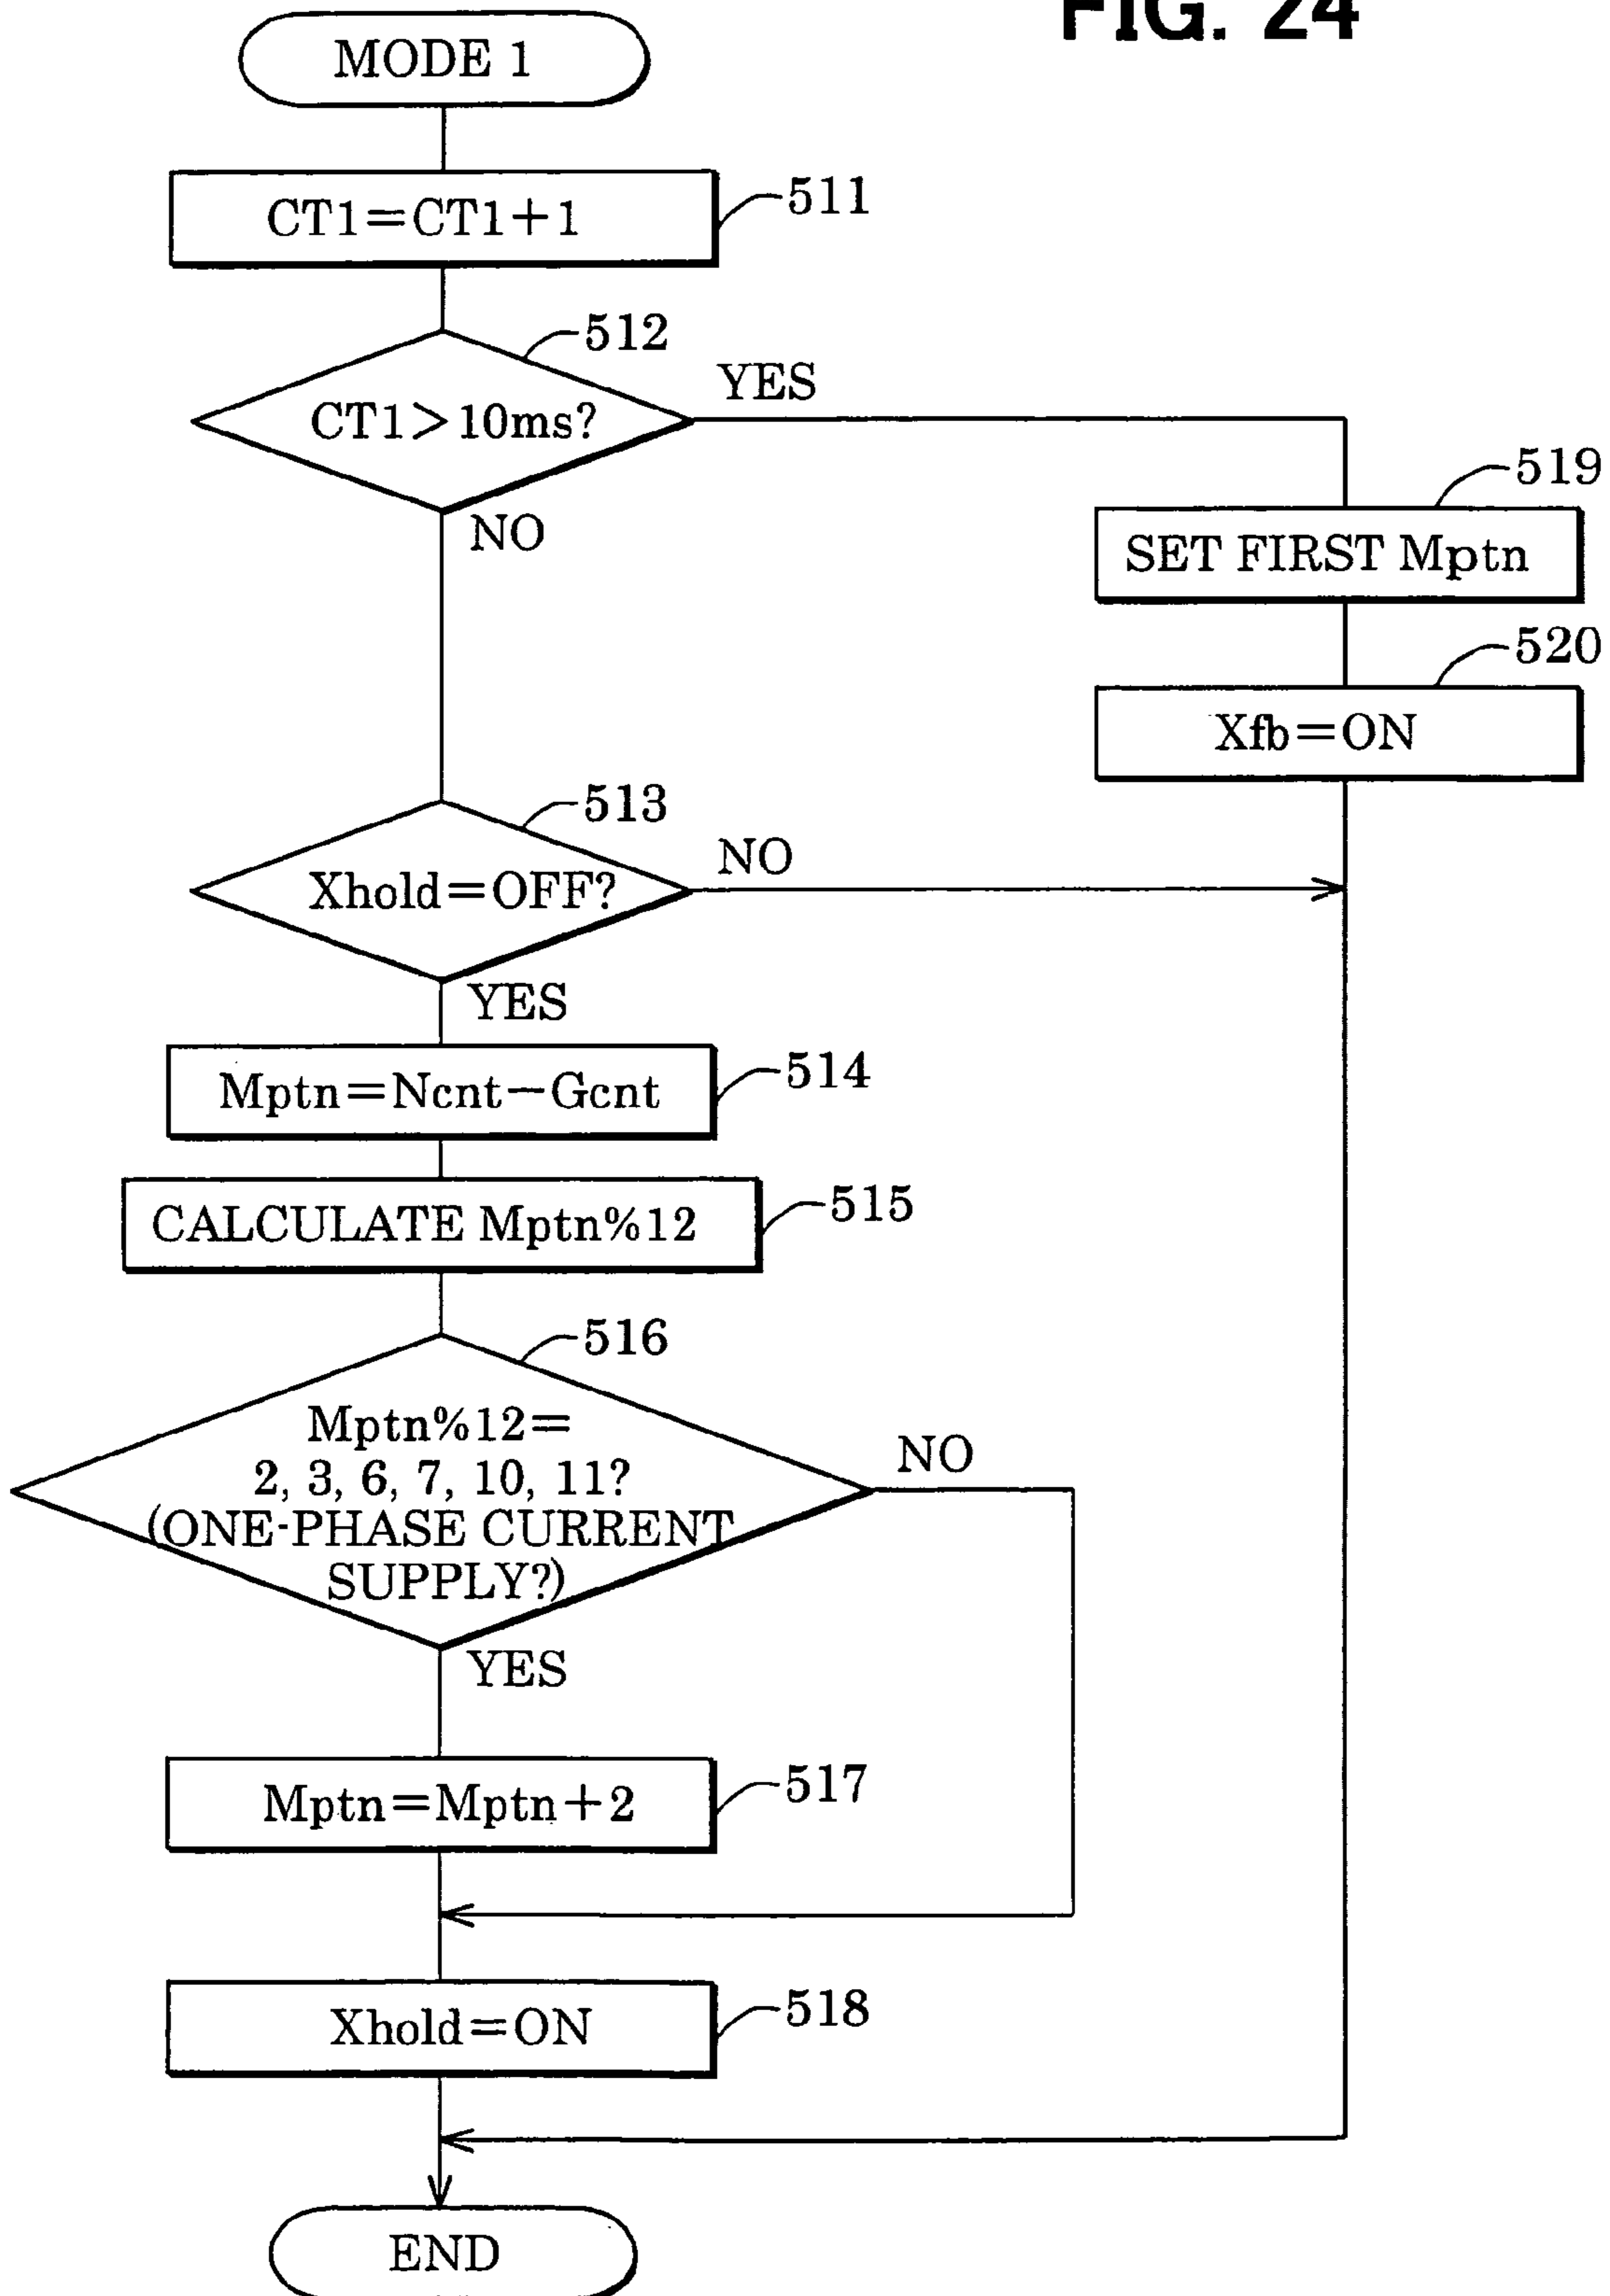 FIG. 24
MODE 1
CT1=CT1+1
511
512
CT1>10ms?
YES
NO
519
SET FIRST Mptn
520
Xfb=ON
513
Xhold=OFF?
NO
YES
Mptn=Ncnt-Gcnt
514
CALCULATE Mptn%12
515
516
Mptn%12=
2, 3, 6, 7, 10, 11?
(ONE-PHASE CURRENT
SUPPLY?)
NO
YES
Mptn=Mptn+2
517
Xhold=ON
518
END